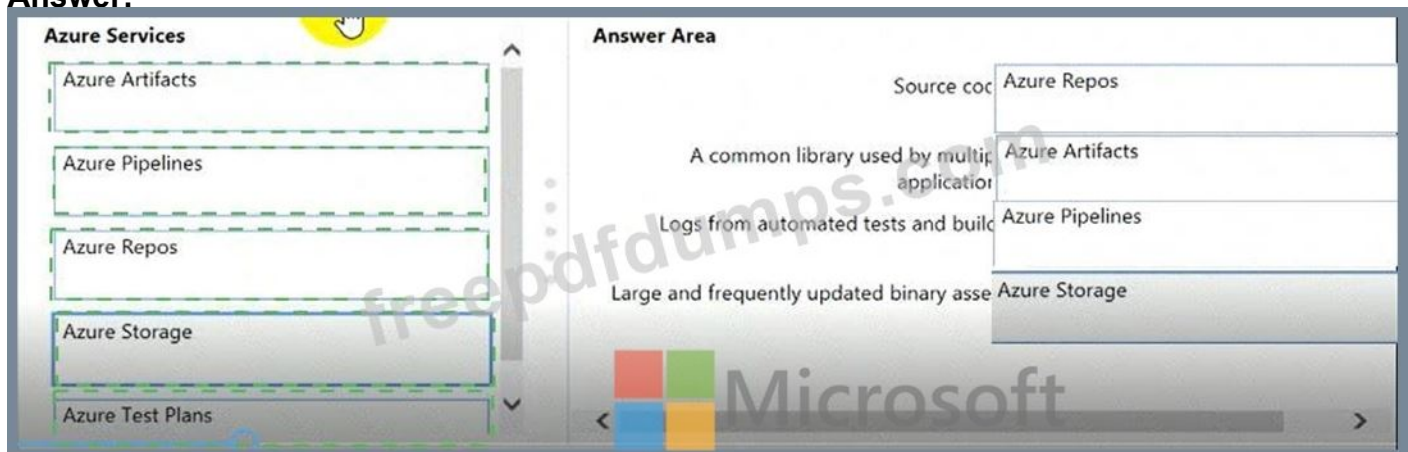 Answer:
Azure Services
Azure Artifacts
Azure Pipelines
Azure Repos
Azure Storage
Azure Test Plans
Answer Area
Source coc Azure Repos
A common library used by multip Azure Artifacts
application
Logs from automated tests and builc Azure Pipelines
Large and frequently updated binary asse Azure Storage
freepdfdumps.com
Microsoft